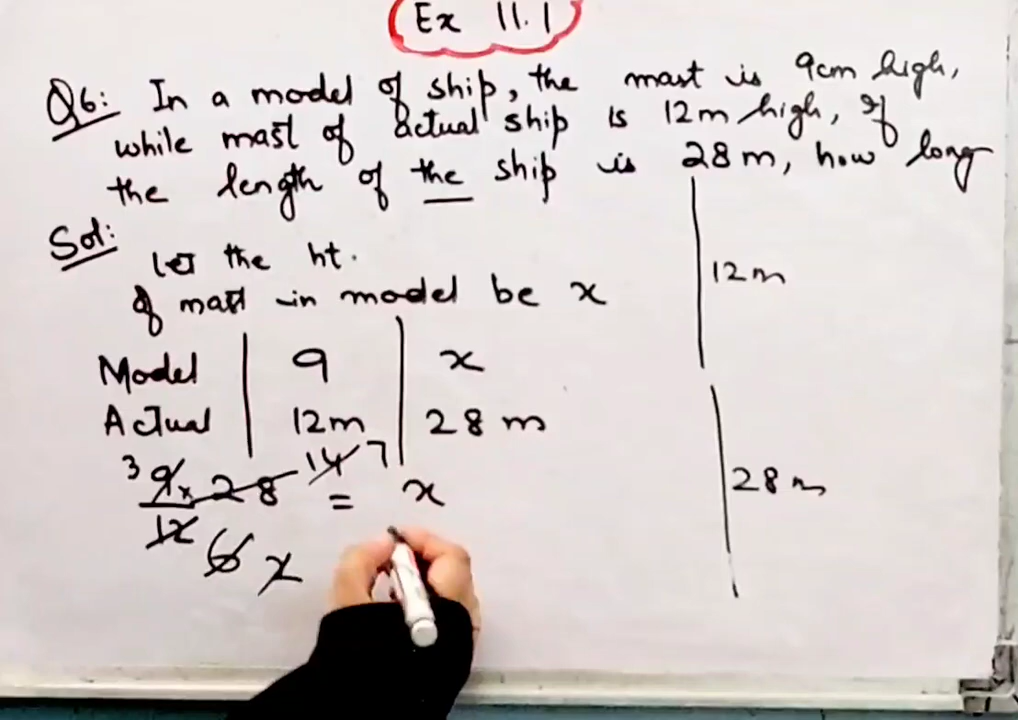 Ex 11.1
Q6: In a model of ship, the mast is 9cm high,
while mast of actual ship is 12m high, If
the length of the ship is 28 m, how long
Sol:
let the ht.
of mast in model be x
12m
Model 9 x
Actual 12m 28 m
3 9 x 28 14 7 = x
12 6 2
28 m